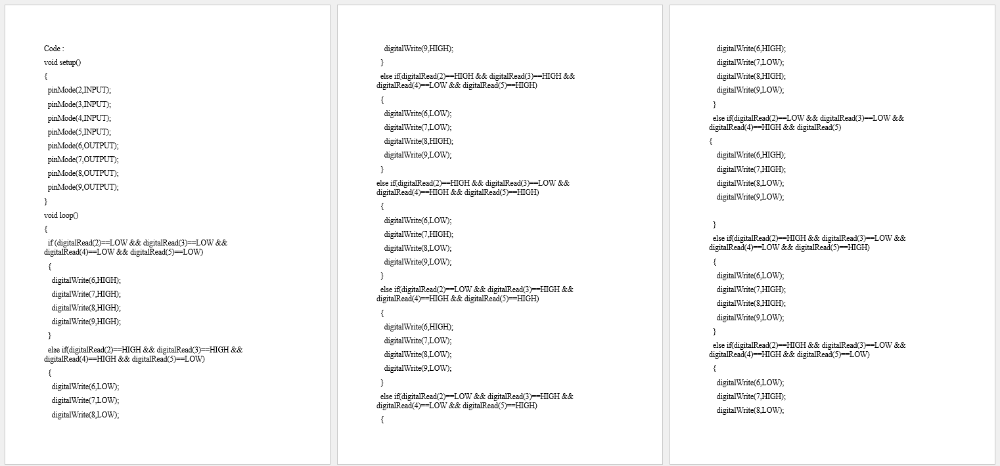 Code :
void setup()
{
pinMode(2,INPUT);
pinMode(3,INPUT);
pinMode(4,INPUT);
pinMode(5,INPUT);
pinMode(6,OUTPUT);
pinMode(7,OUTPUT);
pinMode(8,OUTPUT);
pinMode(9,OUTPUT);
}
void loop()
{
if (digitalRead(2)==LOW && digitalRead(3)==LOW &&
digitalRead(4)==LOW && digitalRead(5)==LOW)
{
digitalWrite(6,HIGH);
digitalWrite(7,HIGH);
digitalWrite(8,HIGH);
digitalWrite(9,HIGH);
}
else if(digitalRead(2)==HIGH && digitalRead(3)==HIGH &&
digitalRead(4)==HIGH && digitalRead(5)==LOW)
{
digitalWrite(6,LOW);
digitalWrite(7,LOW);
digitalWrite(8,LOW);
digitalWrite(9,HIGH);
}
else if(digitalRead(2)==HIGH && digitalRead(3)==HIGH &&
digitalRead(4)==LOW && digitalRead(5)==HIGH)
{
digitalWrite(6,LOW);
digitalWrite(7,LOW);
digitalWrite(8,HIGH);
digitalWrite(9,LOW);
}
else if(digitalRead(2)==HIGH && digitalRead(3)==LOW &&
digitalRead(4)==HIGH && digitalRead(5)==HIGH)
{
digitalWrite(6,LOW);
digitalWrite(7,HIGH);
digitalWrite(8,LOW);
digitalWrite(9,LOW);
}
else if(digitalRead(2)==LOW && digitalRead(3)==HIGH &&
digitalRead(4)==HIGH && digitalRead(5)==HIGH)
{
digitalWrite(6,HIGH);
digitalWrite(7,LOW);
digitalWrite(8,LOW);
digitalWrite(9,LOW);
}
else if(digitalRead(2)==LOW && digitalRead(3)==HIGH &&
digitalRead(4)==LOW && digitalRead(5)==HIGH)
{
digitalWrite(6,HIGH);
digitalWrite(7,LOW);
digitalWrite(8,HIGH);
digitalWrite(9,LOW);
}
else if(digitalRead(2)==LOW && digitalRead(3)==LOW &&
digitalRead(4)==HIGH && digitalRead(5)
{
digitalWrite(6,HIGH);
digitalWrite(7,HIGH);
digitalWrite(8,LOW);
digitalWrite(9,LOW);
}
else if(digitalRead(2)==HIGH && digitalRead(3)==LOW &&
digitalRead(4)==LOW && digitalRead(5)==HIGH)
{
digitalWrite(6,LOW);
digitalWrite(7,HIGH);
digitalWrite(8,HIGH);
digitalWrite(9,LOW);
}
else if(digitalRead(2)==HIGH && digitalRead(3)==LOW &&
digitalRead(4)==HIGH && digitalRead(5)==LOW)
{
digitalWrite(6,LOW);
digitalWrite(7,HIGH);
digitalWrite(8,LOW);